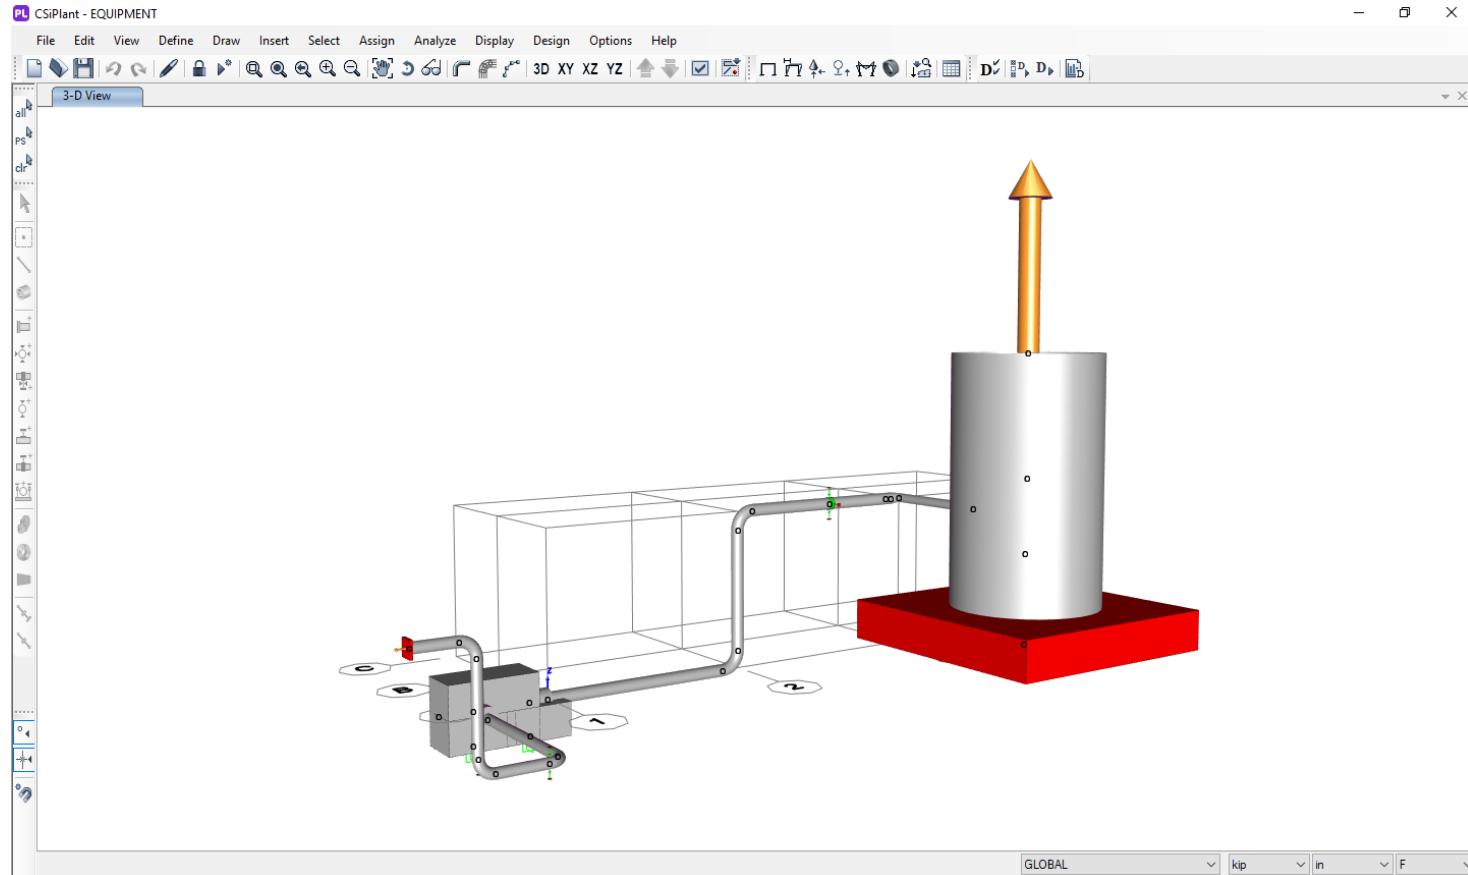 PL CSiPlant - EQUIPMENT
File Edit View Define Draw Insert Select Assign Analyze Display Design Options Help
3D XY XZ YZ D D D
3-D View
all
PS
clr
z
C
B
2
1
GLOBAL kip in F